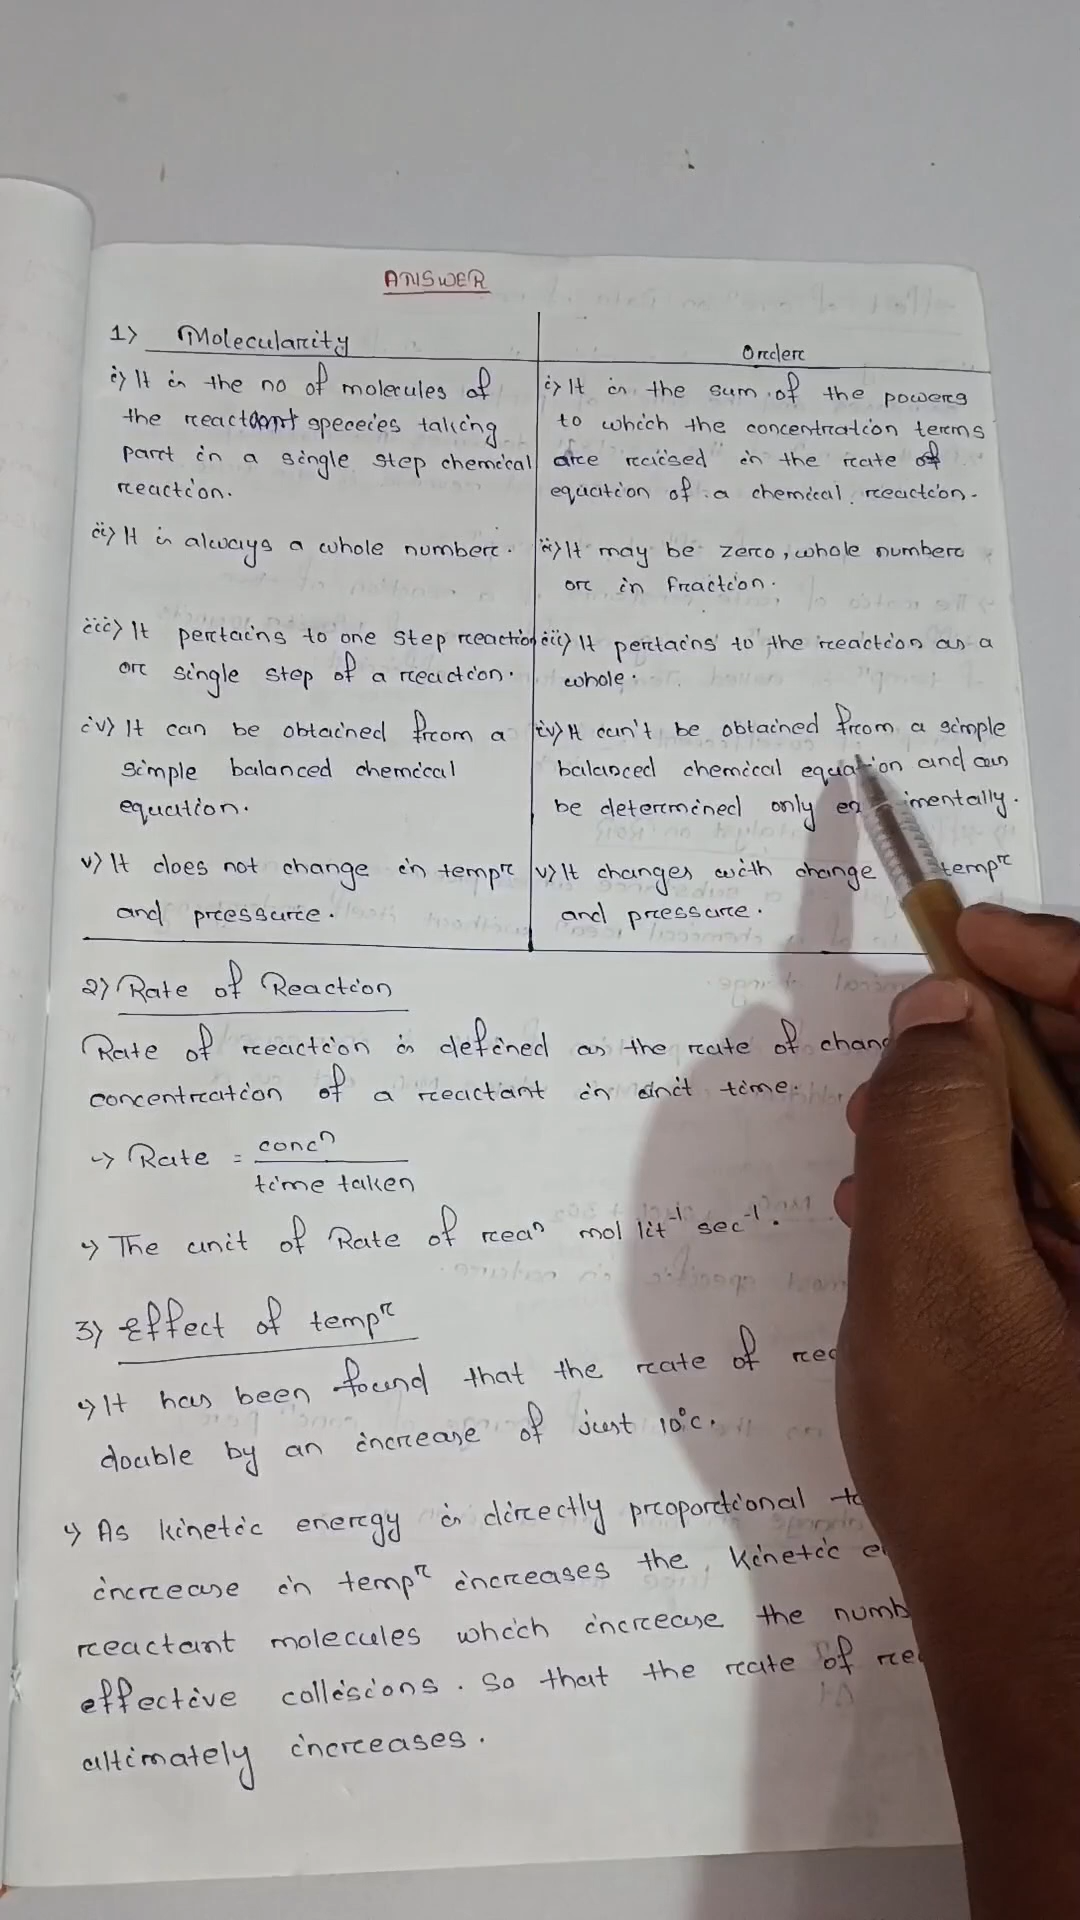 ANSWER
1) Molecularity
i) It is the no of molecules of
the reactant species taking
part in a single step chemical
reaction.
ii) It is always a whole number.
iii) It pertains to one step reaction
or single step of a reaction.
iv) It can be obtained from a
simple balanced chemical
equation.
v) It does not change in tempr
and pressure.
Order
i) It is the sum of the powers
to which the concentration terms
are raised in the rate of
equation of a chemical reaction.
ii) It may be zero, whole number
or in fraction.
iii) It pertains to the reaction as a
whole.
iv) It can't be obtained from a simple
balanced chemical equation and can
be determined only
v) It changes with change tempr
and pressure.
2) Rate of Reaction
Rate of reaction is defined as the rate of
concentration of a reactant in unit time.
→ Rate = concn / time taken
→ The unit of Rate of rean mol lit⁻¹ sec⁻¹.
3) Effect of tempr
→ It has been found that the rate of
double by an increase of just 10°c.
→ As kinetic energy is directly proportional
increase in tempr increases the kinetic
reactant molecules which increase the
effective collisions. So that the rate of
ultimately increases.